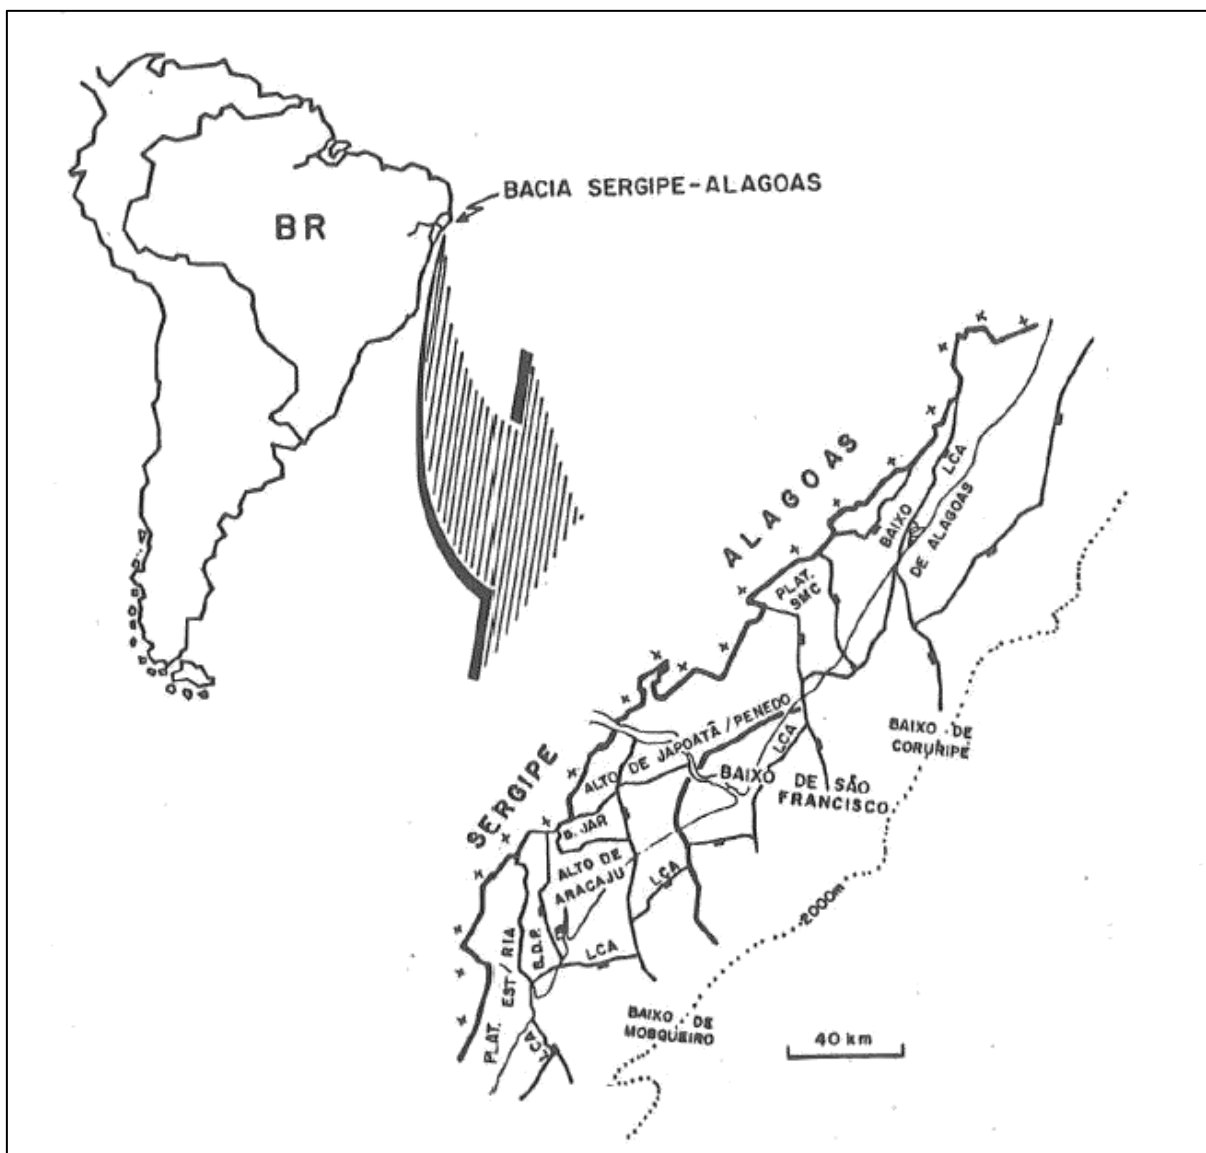 BACIA SERGIPE-ALAGOAS
BR
ALAGOAS
LCA
BAIXO
DE ALAGOAS
PLAT.
SMC
BAIXO DE
CORURIPE
ALTO DE JAPOATÃ/PENEDO
LCA
BAIXO DE SÃO
FRANCISCO
SERGIPE
B. JAR
ALTO DE
ARACAJU
LCA
-2000m
PLAT. EST/RIA
B.D.P.
LCA
LCA
BAIXO DE
MOSQUEIRO
40 km